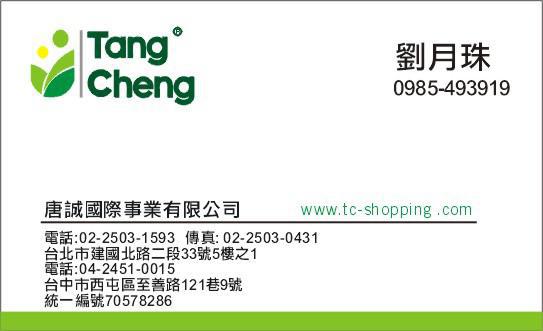 Tang®
Cheng
劉月珠
0985-493919
唐誠國際事業有限公司
www.tc-shopping .com
電話:02-2503-1593 傳真: 02-2503-0431
台北市建國北路二段33號5樓之1
電話:04-2451-0015
台中市西屯區至善路121巷9號
統一編號70578286